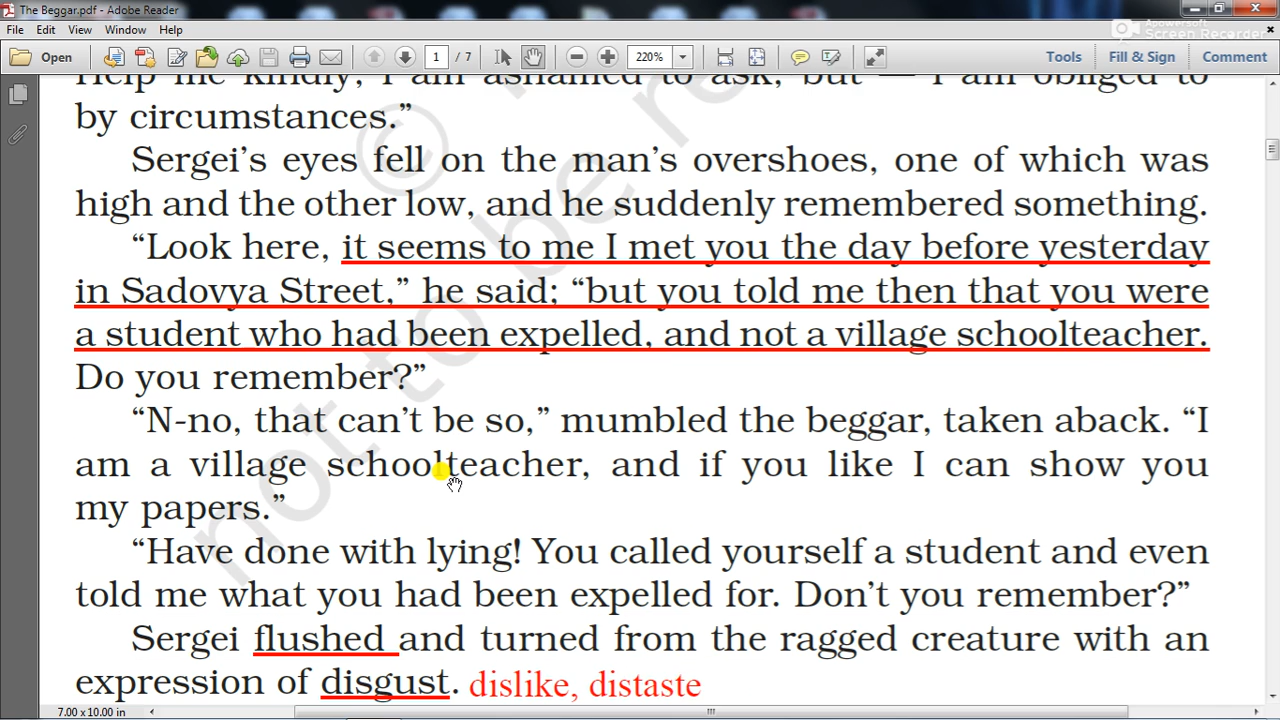 The Beggar.pdf - Adobe Reader
File Edit View Window Help
Apowersoft
Screen Recorder
Open 1 / 7 220% Tools Fill & Sign Comment
Help me kindly, I am ashamed to ask, but — I am obliged to
by circumstances.”
Sergei’s eyes fell on the man’s overshoes, one of which was
high and the other low, and he suddenly remembered something.
“Look here, it seems to me I met you the day before yesterday
in Sadovya Street,” he said; “but you told me then that you were
a student who had been expelled, and not a village schoolteacher.
Do you remember?”
“N-no, that can’t be so,” mumbled the beggar, taken aback. “I
am a village schoolteacher, and if you like I can show you
my papers.”
“Have done with lying! You called yourself a student and even
told me what you had been expelled for. Don’t you remember?”
Sergei flushed and turned from the ragged creature with an
expression of disgust. dislike, distaste
© not to be re
7.00 x 10.00 in